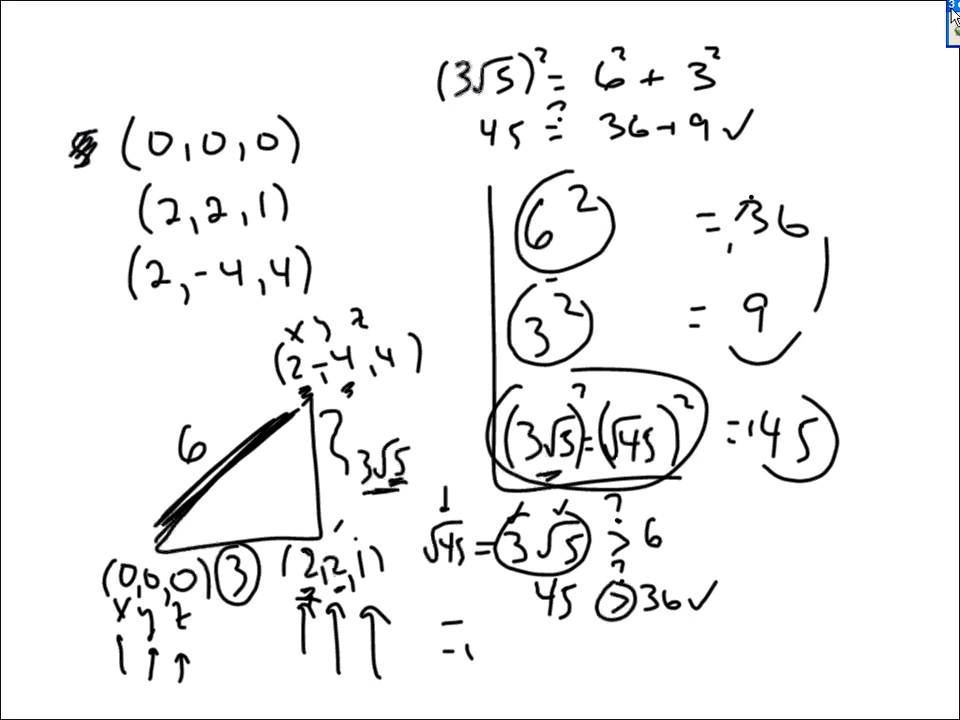 (3√5)² = 6² + 3²
45 ≟ 36 + 9 ✓
(0,0,0)
(2,2,1)
(2,-4,4)
6² = 36
3² = 9
(3√5)² = (√45)² = 45
x y z
(2,-4,4)
6
3√5
√45 = 3√5 > 6
?
45 > 36 ✓
?
(0,0,0) 3 (2,2,1)
x y z
=